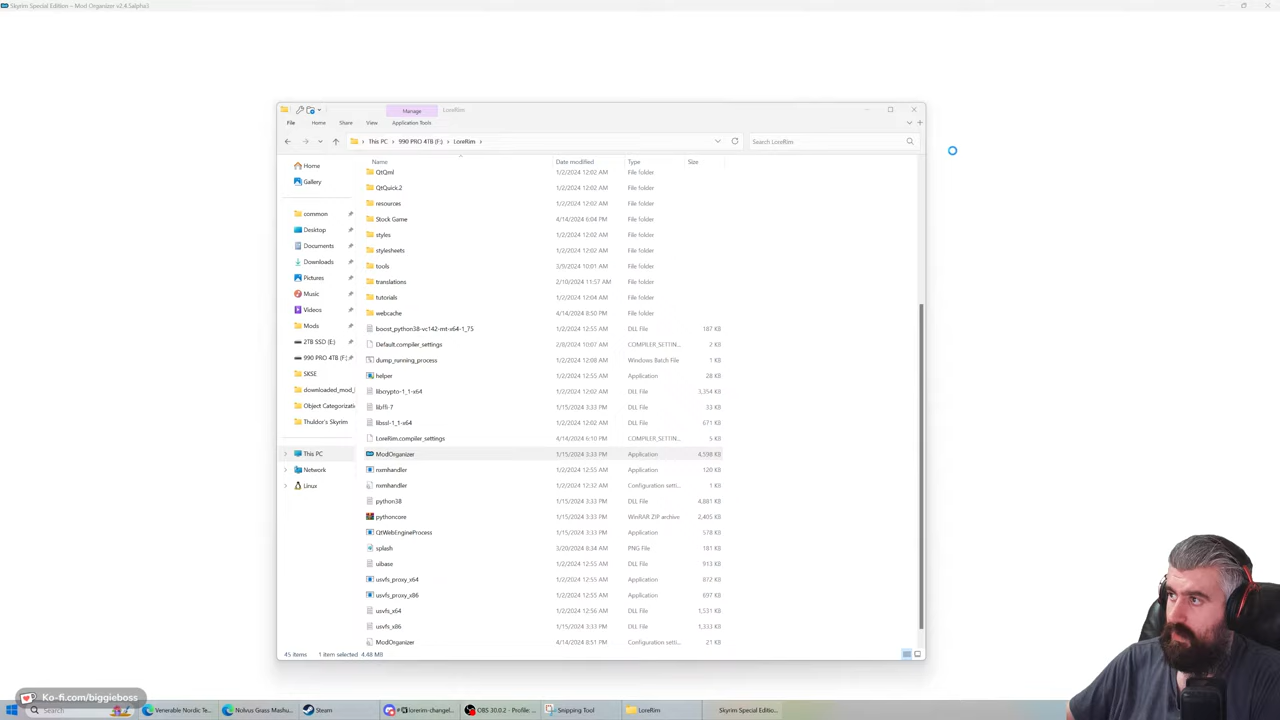 Skyrim Special Edition – Mod Organizer v2.4.5alpha3
Manage
LoreRim
File Home Share View Application Tools
This PC 990 PRO 4TB (F:) LoreRim
Search LoreRim
Home
Gallery
common
Desktop
Documents
Downloads
Pictures
Music
Videos
Mods
2TB SSD (E:)
990 PRO 4TB (F:)
SKSE
downloaded_mod_
Object Categorizati
Thuldor's Skyrim
This PC
Network
Linux
Name Date modified Type Size
QtQml 1/2/2024 12:02 AM File folder
QtQuick.2 1/2/2024 12:02 AM File folder
resources 1/2/2024 12:02 AM File folder
Stock Game 4/14/2024 6:04 PM File folder
styles 1/2/2024 12:02 AM File folder
stylesheets 1/2/2024 12:02 AM File folder
tools 3/9/2024 10:01 AM File folder
translations 2/10/2024 11:57 AM File folder
tutorials 1/2/2024 12:04 AM File folder
webcache 4/14/2024 8:50 PM File folder
boost_python38-vc142-mt-x64-1_75 1/2/2024 12:55 AM DLL File 187 KB
Default.compiler_settings 2/8/2024 10:07 AM COMPILER_SETTIN... 2 KB
dump_running_process 1/2/2024 12:08 AM Windows Batch File 1 KB
helper 1/2/2024 12:55 AM Application 28 KB
libcrypto-1_1-x64 1/2/2024 12:02 AM DLL File 3,354 KB
libffi-7 1/15/2024 3:33 PM DLL File 33 KB
libssl-1_1-x64 1/2/2024 12:02 AM DLL File 671 KB
LoreRim.compiler_settings 4/14/2024 6:10 PM COMPILER_SETTIN... 5 KB
ModOrganizer 1/15/2024 3:33 PM Application 4,598 KB
nxmhandler 1/2/2024 12:55 AM Application 120 KB
nxmhandler 1/2/2024 12:32 AM Configuration setti... 1 KB
python38 1/15/2024 3:33 PM DLL File 4,881 KB
pythoncore 1/15/2024 3:33 PM WinRAR ZIP archive 2,405 KB
QtWebEngineProcess 1/15/2024 3:33 PM Application 578 KB
splash 3/20/2024 8:34 AM PNG File 181 KB
uibase 1/2/2024 12:55 AM DLL File 913 KB
usvfs_proxy_x64 1/2/2024 12:55 AM Application 872 KB
usvfs_proxy_x86 1/2/2024 12:55 AM Application 697 KB
usvfs_x64 1/2/2024 12:56 AM DLL File 1,531 KB
usvfs_x86 1/15/2024 3:33 PM DLL File 1,333 KB
ModOrganizer 4/14/2024 8:51 PM Configuration setti... 21 KB
45 items 1 item selected 4.48 MB
Ko-fi.com/biggieboss
Search Venerable Nordic Te... Nolvus Grass Mashu... Steam lorerim-changel... OBS 30.0.2 - Profile: ... Snipping Tool LoreRim Skyrim Special Editio...